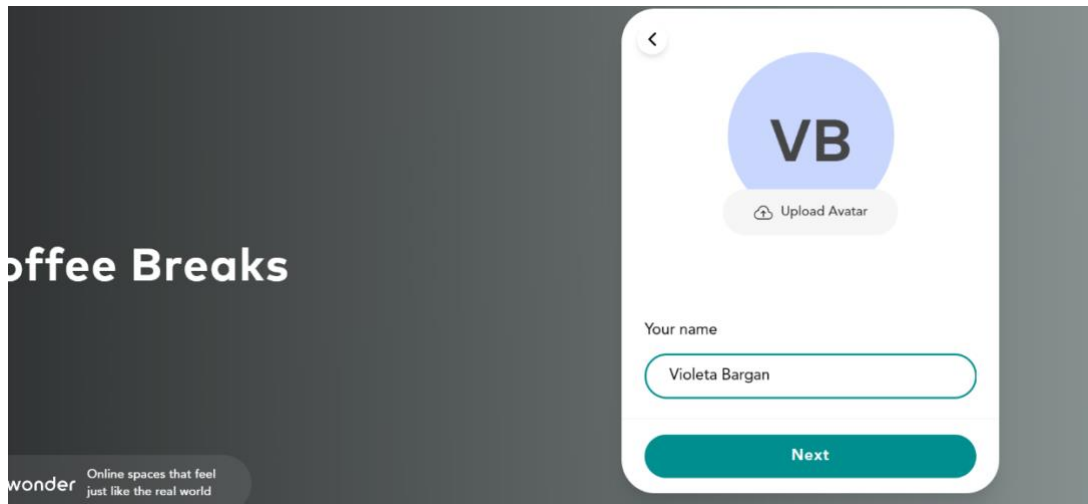 VB
Upload Avatar
offee Breaks
Your name
Violeta Bargan
Next
wonder
Online spaces that feel
just like the real world